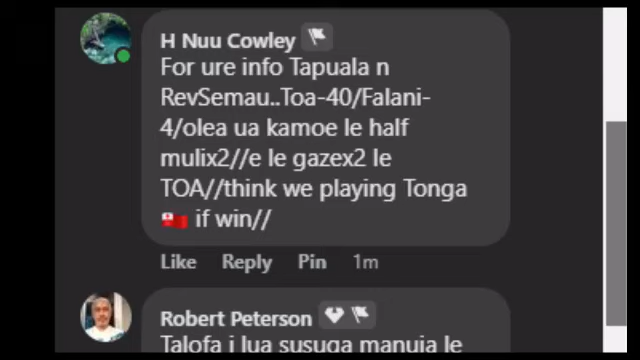 H Nuu Cowley
For ure info Tapuala n
RevSemau..Toa-40/Falani-
4/olea ua kamoe le half
mulix2//e le gazex2 le
TOA//think we playing Tonga
🇹🇴 if win//
Like Reply Pin 1m
Robert Peterson
Talofa i lua susuga manuia le